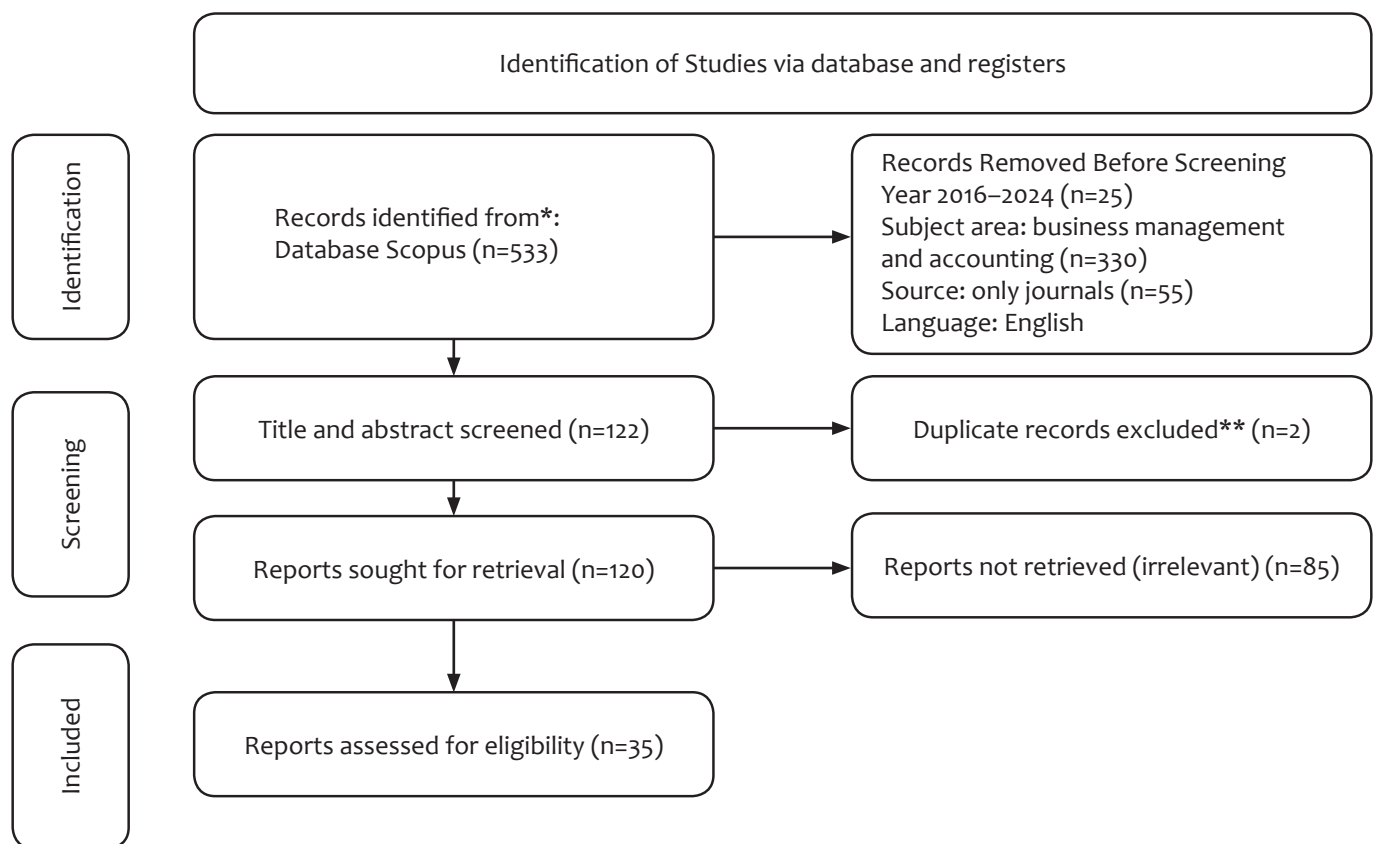 Identification of Studies via database and registers
Identification
Records identified from*:
Database Scopus (n=533)
Records Removed Before Screening
Year 2016–2024 (n=25)
Subject area: business management
and accounting (n=330)
Source: only journals (n=55)
Language: English
Screening
Title and abstract screened (n=122)
Duplicate records excluded** (n=2)
Reports sought for retrieval (n=120)
Reports not retrieved (irrelevant) (n=85)
Included
Reports assessed for eligibility (n=35)